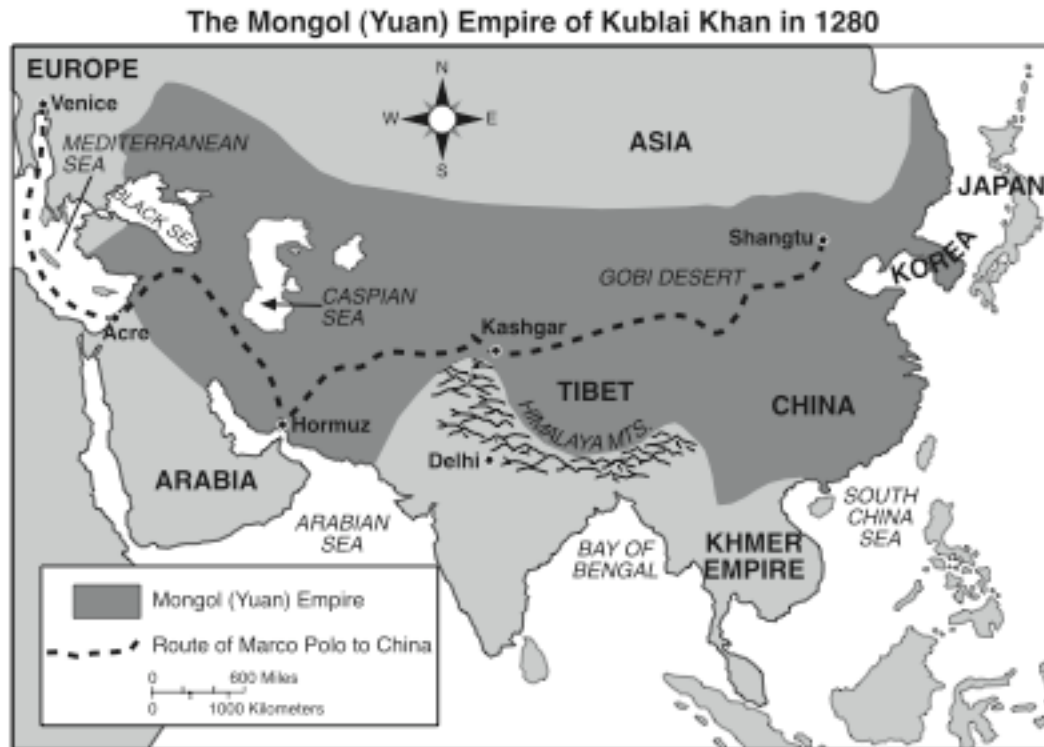 The Mongol (Yuan) Empire of Kublai Khan in 1280
EUROPE
Venice
MEDITERRANEAN
SEA
BLACK SEA
N
W
E
S
ASIA
JAPAN
Shangtu
KOREA
GOBI DESERT
CASPIAN
SEA
Acre
Kashgar
TIBET
CHINA
HIMALAYA MTS.
Hormuz
Delhi
ARABIA
ARABIAN
SEA
BAY OF
BENGAL
KHMER
EMPIRE
SOUTH
CHINA
SEA
Mongol (Yuan) Empire
Route of Marco Polo to China
0 600 Miles
0 1000 Kilometers